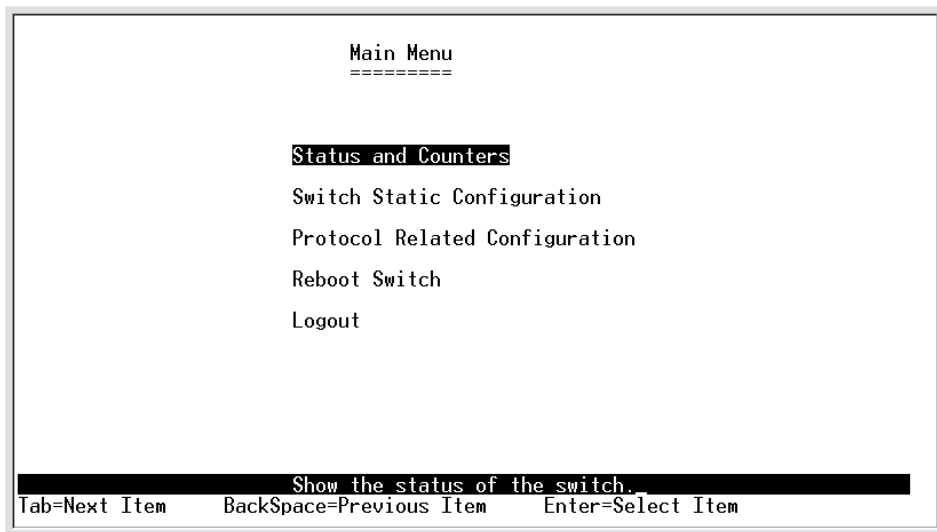 Main Menu
=========
Status and Counters
Switch Static Configuration
Protocol Related Configuration
Reboot Switch
Logout
Show the status of the switch._
Tab=Next Item BackSpace=Previous Item Enter=Select Item